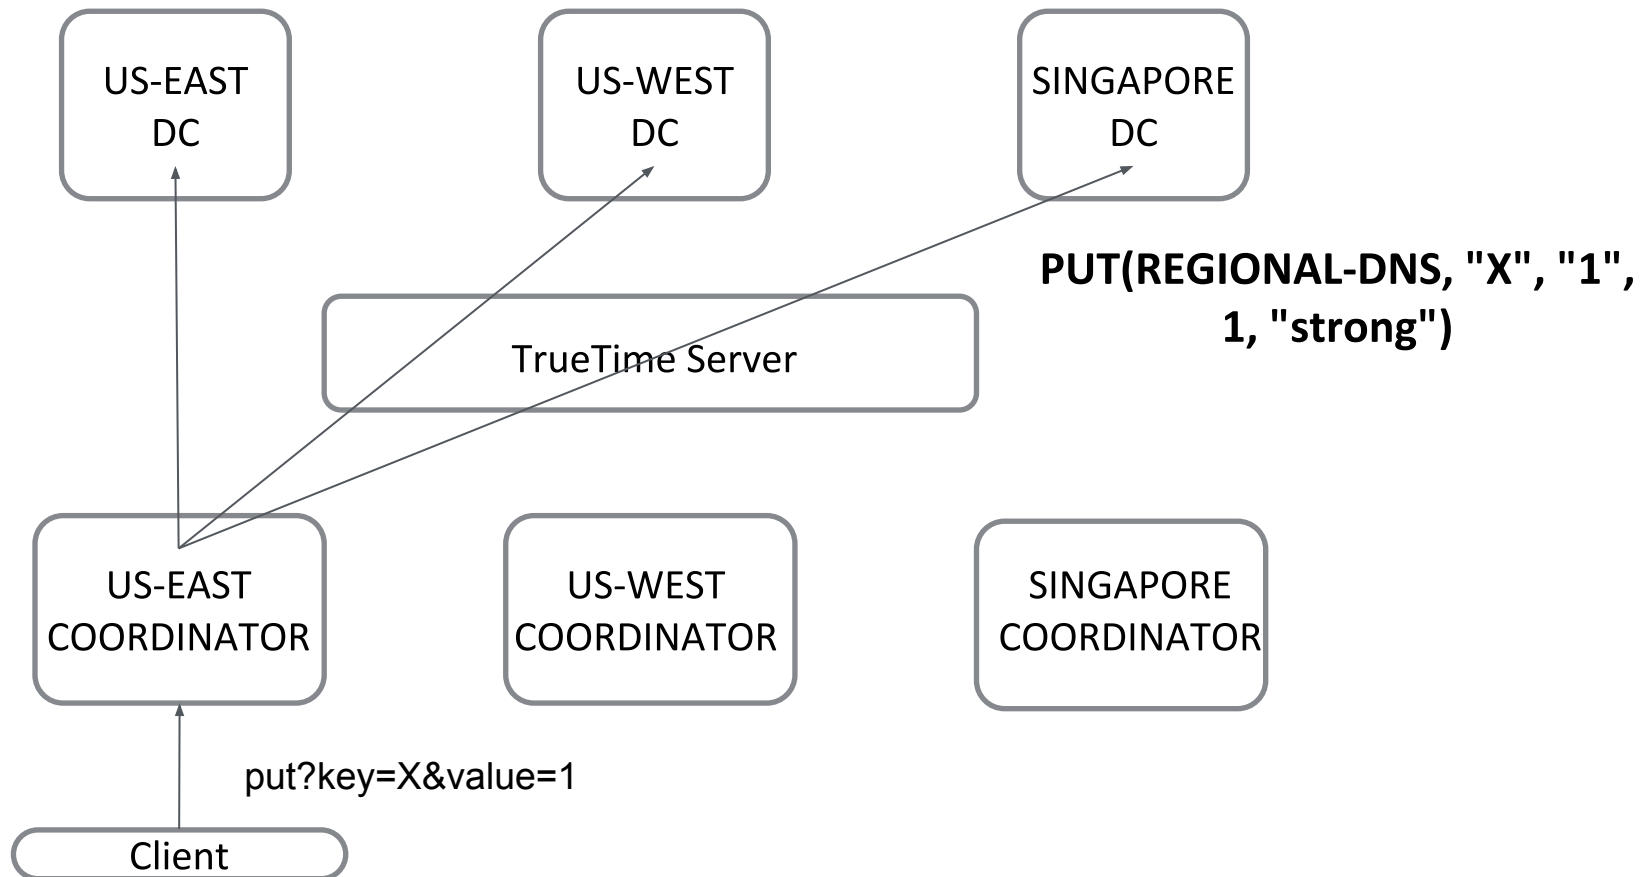 US-EAST
DC
US-WEST
DC
SINGAPORE
DC
PUT(REGIONAL-DNS, "X", "1",
1, "strong")
TrueTime Server
US-EAST
COORDINATOR
US-WEST
COORDINATOR
SINGAPORE
COORDINATOR
put?key=X&value=1
Client